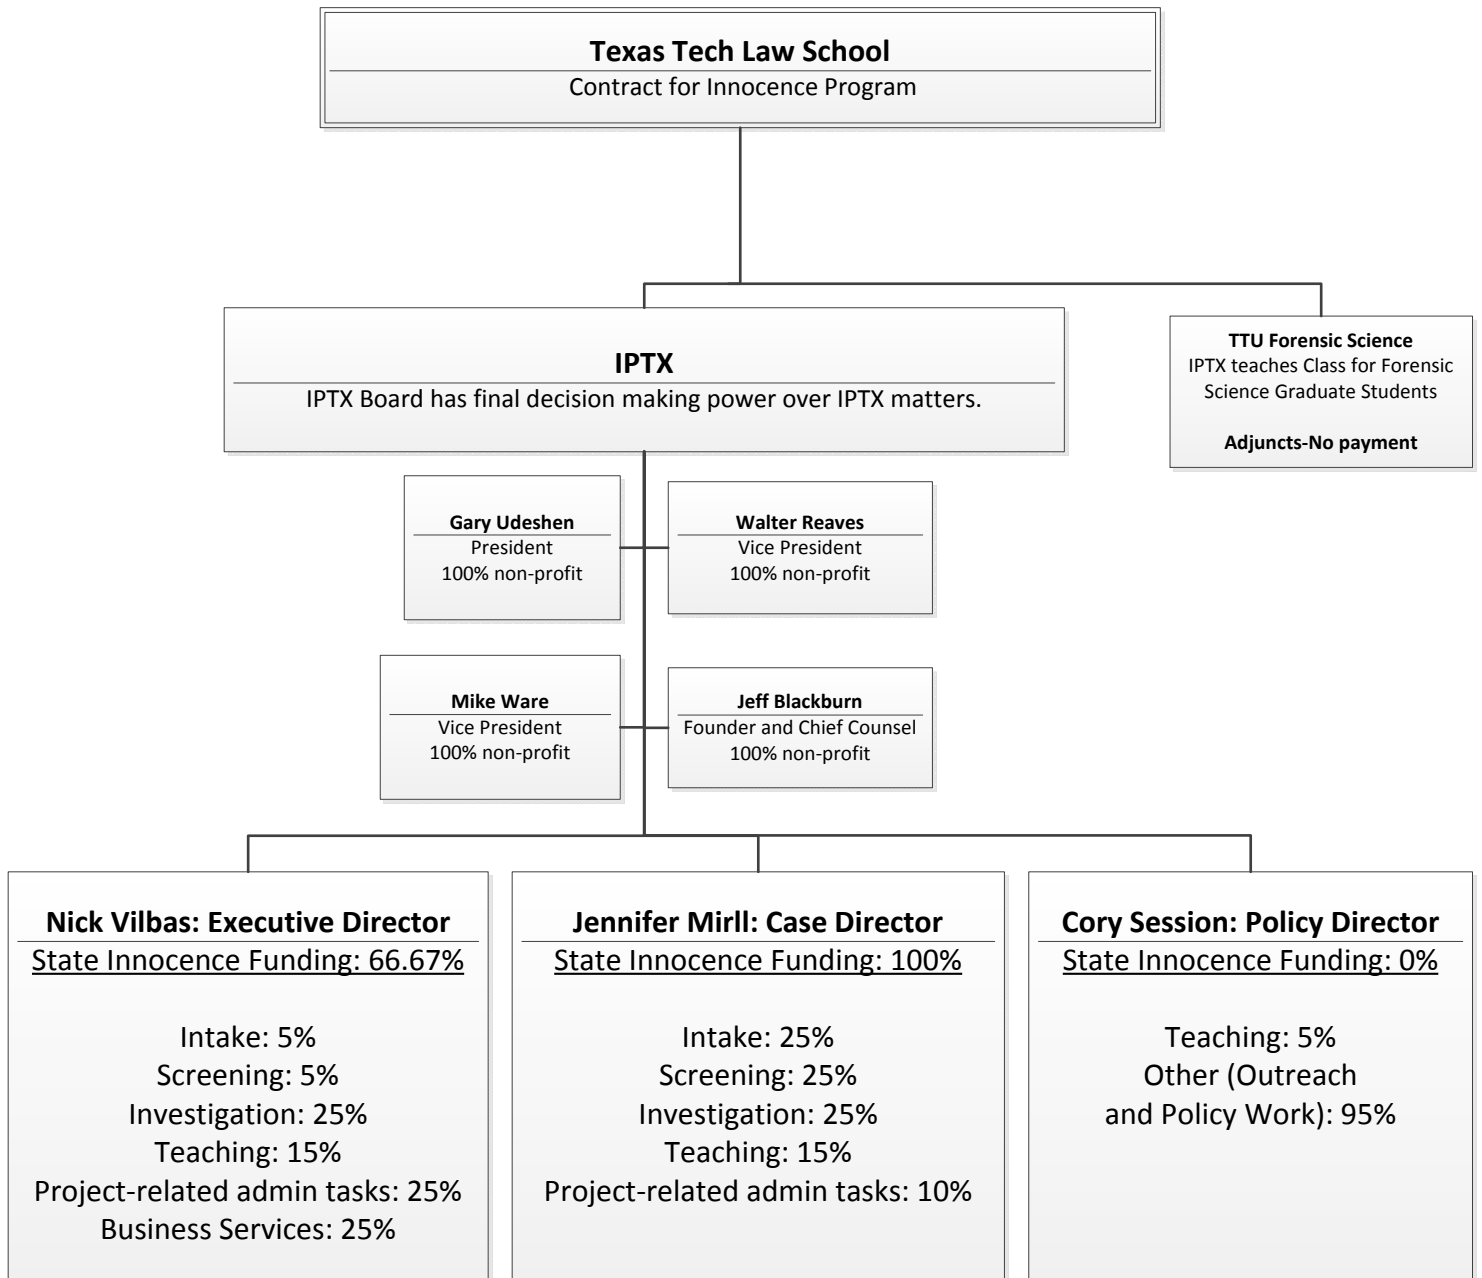 Texas Tech Law School
Contract for Innocence Program
IPTX
IPTX Board has final decision making power over IPTX matters.
TTU Forensic Science
IPTX teaches Class for Forensic
Science Graduate Students
Adjuncts-No payment
Gary Udeshen
President
100% non-profit
Walter Reaves
Vice President
100% non-profit
Mike Ware
Vice President
100% non-profit
Jeff Blackburn
Founder and Chief Counsel
100% non-profit
Nick Vilbas: Executive Director
State Innocence Funding: 66.67%
Intake: 5%
Screening: 5%
Investigation: 25%
Teaching: 15%
Project-related admin tasks: 25%
Business Services: 25%
Jennifer Mirll: Case Director
State Innocence Funding: 100%
Intake: 25%
Screening: 25%
Investigation: 25%
Teaching: 15%
Project-related admin tasks: 10%
Cory Session: Policy Director
State Innocence Funding: 0%
Teaching: 5%
Other (Outreach
and Policy Work): 95%